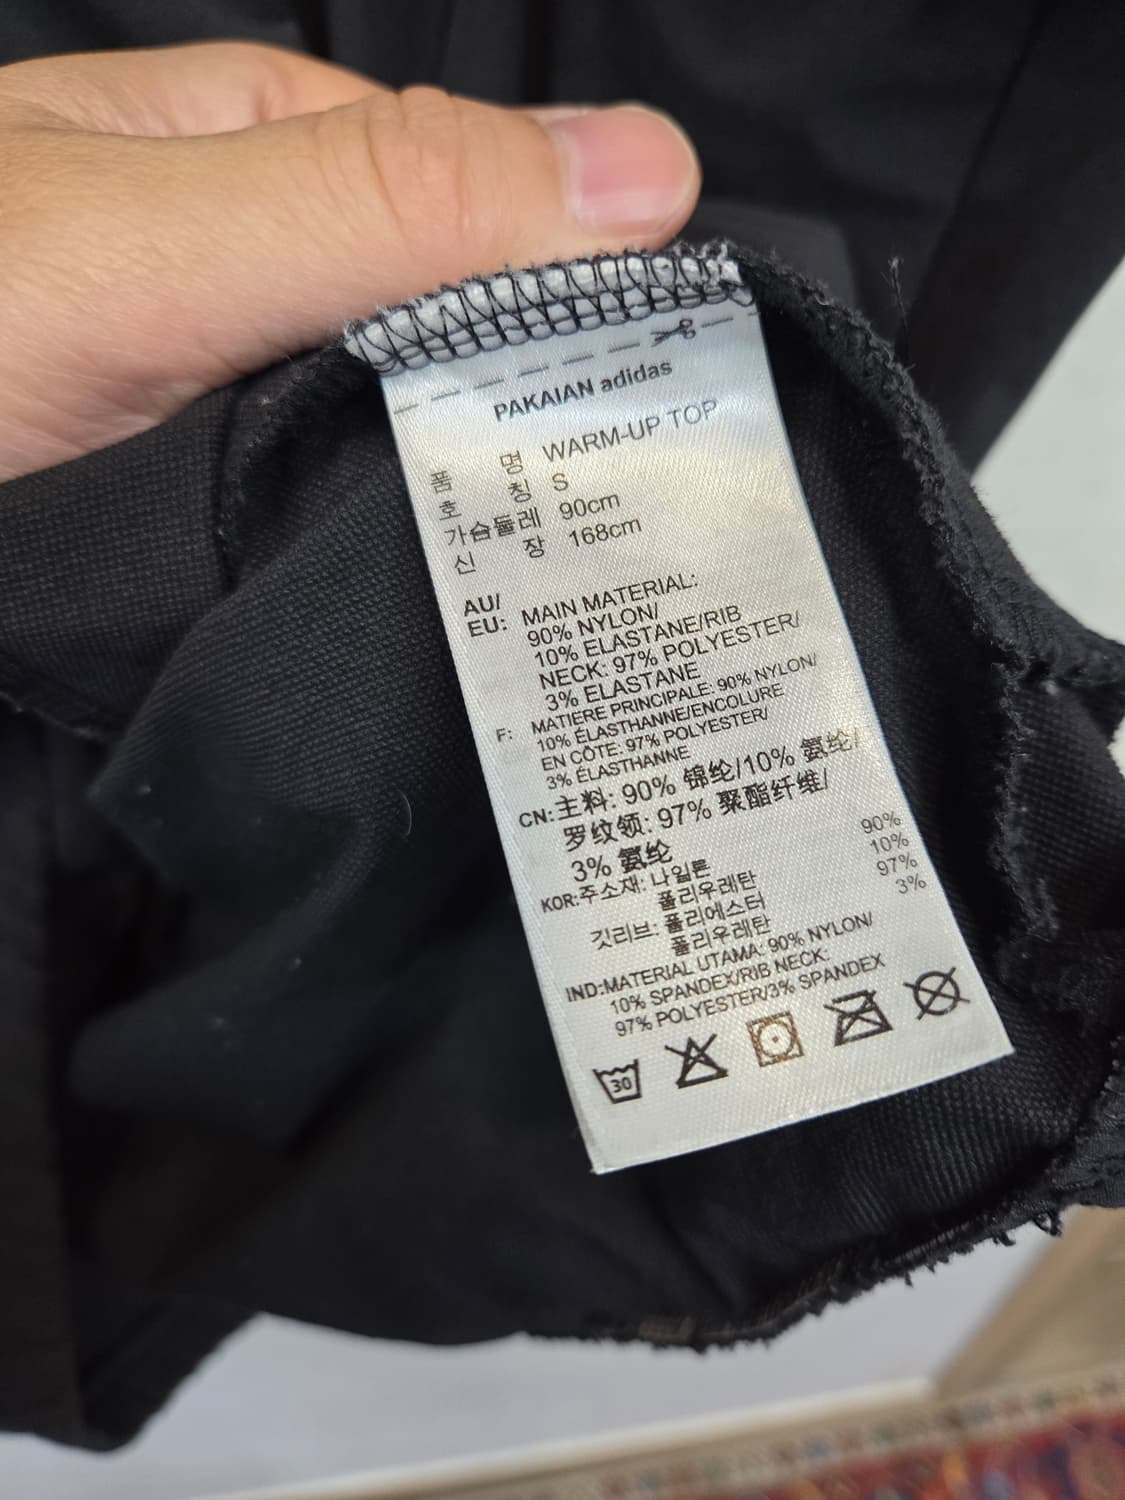 PAKAIAN adidas
품 명 WARM-UP TOP
호 칭 S
가슴둘레 90cm
신 장 168cm
AU/
EU: MAIN MATERIAL:
90% NYLON/
10% ELASTANE/RIB
NECK: 97% POLYESTER/
3% ELASTANE
F: MATIERE PRINCIPALE: 90% NYLON/
10% ÉLASTHANNE/ENCOLURE
EN CÔTE: 97% POLYESTER/
3% ÉLASTHANNE
CN: 主料: 90% 锦纶/10% 氨纶/
罗纹领: 97% 聚酯纤维/
3% 氨纶
KOR: 주소재: 나일론 90%
폴리우레탄 10%
깃리브: 폴리에스터 97%
폴리우레탄 3%
IND: MATERIAL UTAMA: 90% NYLON/
10% SPANDEX/RIB NECK:
97% POLYESTER/3% SPANDEX
30